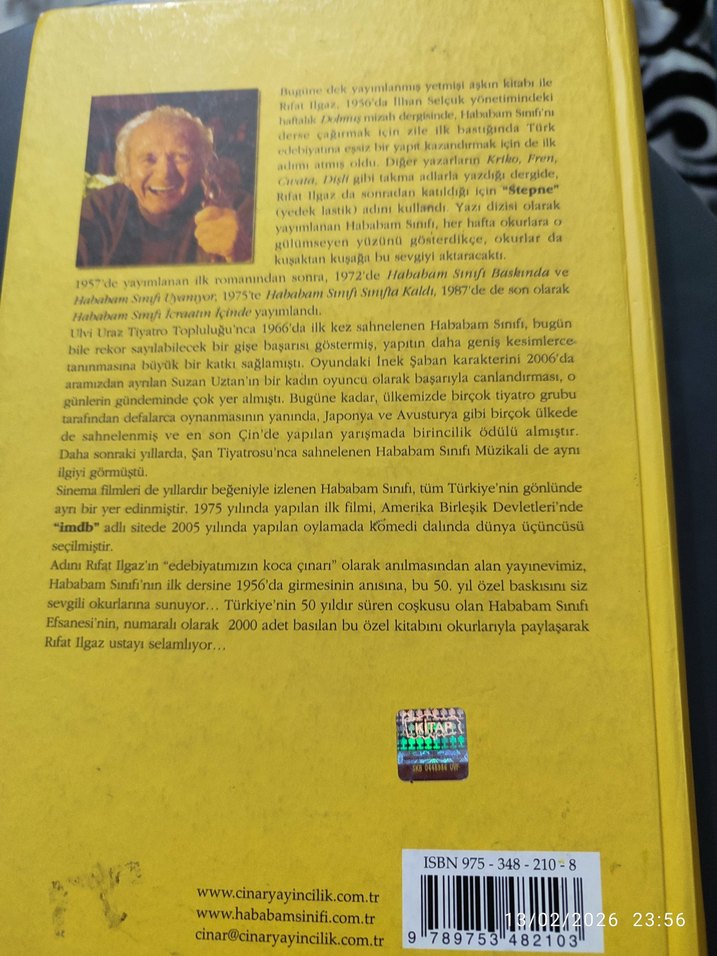 Bugüne dek yayımlanmış yetmişi aşkın kitabı ile
Rıfat Ilgaz, 1956'da İlhan Selçuk yönetimindeki
haftalık Dolmuş mizah dergisinde, Hababam Sınıfı'nı
derse çağırmak için zile ilk bastığında Türk
edebiyatına eşsiz bir yapıt kazandırmak için de ilk
adımı atmış oldu. Diğer yazarların Kriko, Fren,
Cıvata, Dişli gibi takma adlarla yazdığı dergide,
Rıfat Ilgaz da sonradan katıldığı için "Stepne"
(yedek lastik) adını kullandı. Yazı dizisi olarak
yayımlanan Hababam Sınıfı, her hafta okurlara o
gülümseyen yüzünü gösterdikçe, okurlar da
kuşaktan kuşağa bu sevgiyi aktaracaktı.
1957'de yayımlanan ilk romanından sonra, 1972'de Hababam Sınıfı Baskında ve
Hababam Sınıfı Uyanıyor, 1975'te Hababam Sınıfı Sınıfta Kaldı, 1987'de de son olarak
Hababam Sınıfı İcraatın İçinde yayımlandı.
Ulvi Uraz Tiyatro Topluluğu'nca 1966'da ilk kez sahnelenen Hababam Sınıfı, bugün
bile rekor sayılabilecek bir gişe başarısı göstermiş, yapıtın daha geniş kesimlerce
tanınmasına büyük bir katkı sağlamıştı. Oyundaki İnek Şaban karakterini 2006'da
aramızdan ayrılan Suzan Uztan'ın bir kadın oyuncu olarak başarıyla canlandırması, o
günlerin gündeminde çok yer almıştı. Bugüne kadar, ülkemizde birçok tiyatro grubu
tarafından defalarca oynanmasının yanında, Japonya ve Avusturya gibi birçok ülkede
de sahnelenmiş ve en son Çin'de yapılan yarışmada birincilik ödülü almıştır.
Daha sonraki yıllarda, Şan Tiyatrosu'nca sahnelenen Hababam Sınıfı Müzikali de aynı
ilgiyi görmüştü.
Sinema filmleri de yıllardır beğeniyle izlenen Hababam Sınıfı, tüm Türkiye'nin gönlünde
ayrı bir yer edinmiştir. 1975 yılında yapılan ilk filmi, Amerika Birleşik Devletleri'nde
"imdb" adlı sitede 2005 yılında yapılan oylamada komedi dalında dünya üçüncüsü
seçilmiştir.
Adını Rıfat Ilgaz'ın "edebiyatımızın koca çınarı" olarak anılmasından alan yayınevimiz,
Hababam Sınıfı'nın ilk dersine 1956'da girmesinin anısına, bu 50. yıl özel baskısını siz
sevgili okurlarına sunuyor... Türkiye'nin 50 yıldır süren coşkusu olan Hababam Sınıfı
Efsanesi'nin, numaralı olarak 2000 adet basılan bu özel kitabını okurlarıyla paylaşarak
Rıfat Ilgaz ustayı selamlıyor...
KİTAP
ISBN 975 - 348 - 210 - 8
www.cinaryayincilik.com.tr
www.hababamsinifi.com.tr
cinar@cinaryayincilik.com.tr
13/02/2026 23:56
9 789753 482103